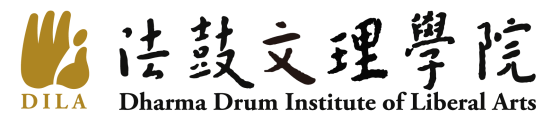 法鼓文理學院
DILA
Dharma Drum Institute of Liberal Arts